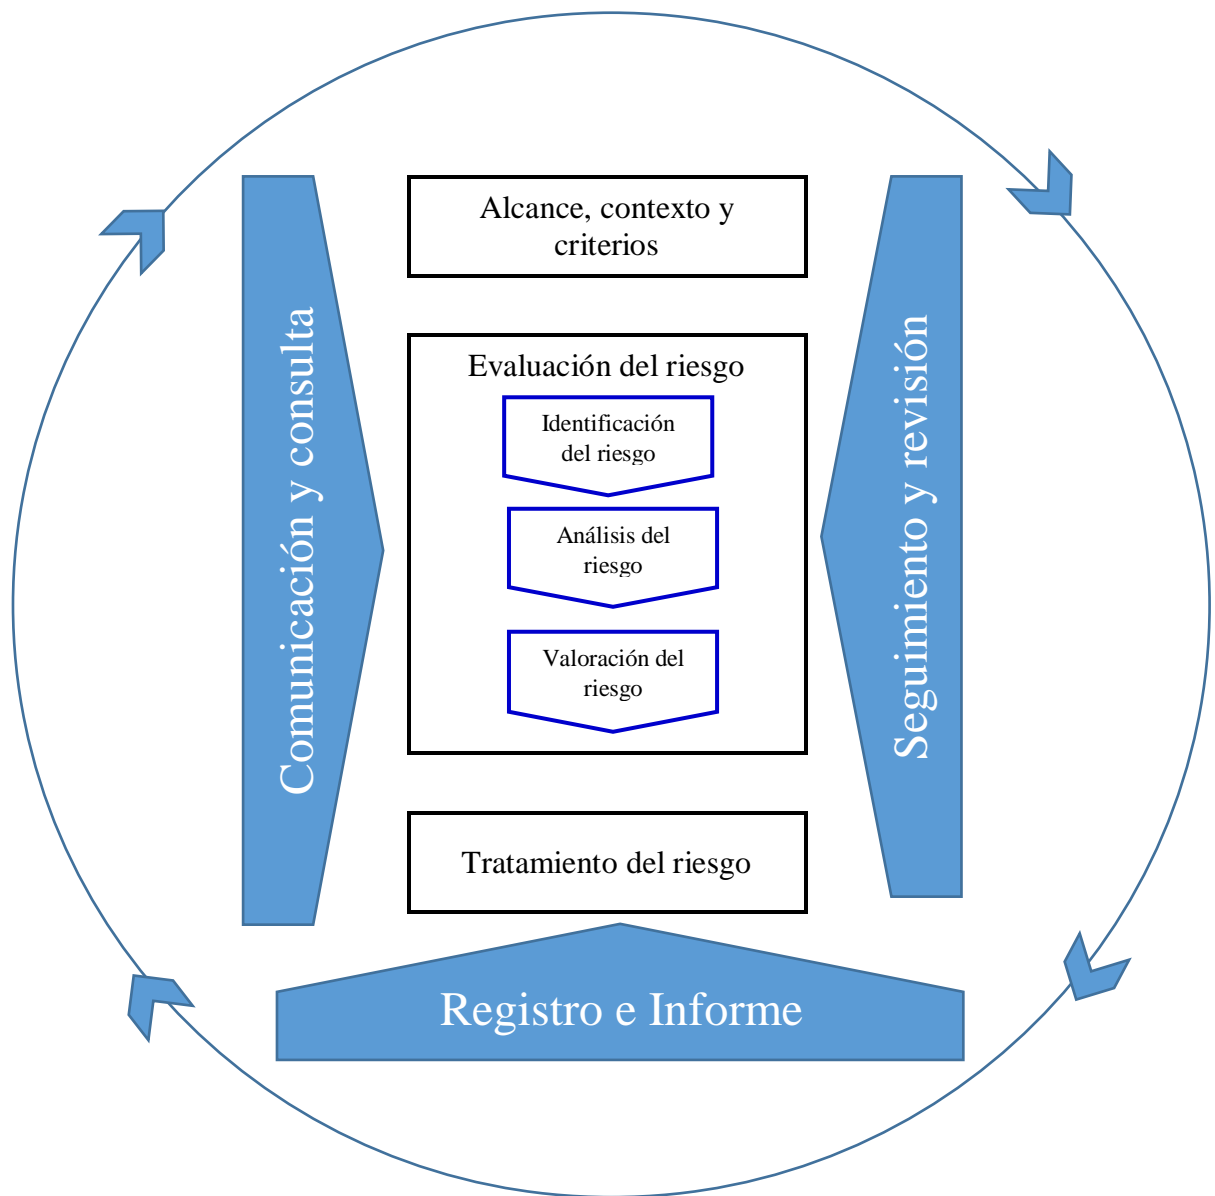 Alcance, contexto y
criterios
Comunicación y consulta
Evaluación del riesgo
Identificación
del riesgo
Análisis del
riesgo
Valoración del
riesgo
Seguimiento y revisión
Tratamiento del riesgo
Registro e Informe